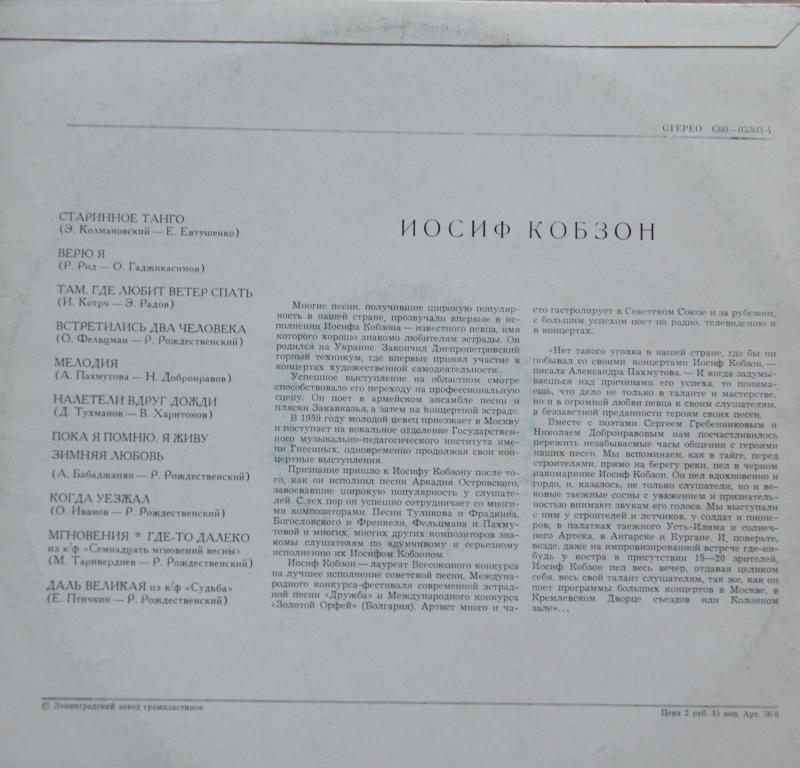 СТЕРЕО С60—05303-4
СТАРИННОЕ ТАНГО
(Э. Колмановский — Е. Евтушенко)
ВЕРЮ Я
(Р. Рид — О. Гаджикасимов)
ТАМ, ГДЕ ЛЮБИТ ВЕТЕР СПАТЬ
(И. Котрч — Э. Радов)
ВСТРЕТИЛИСЬ ДВА ЧЕЛОВЕКА
(О. Фельцман — Р. Рождественский)
МЕЛОДИЯ
(А. Пахмутова — Н. Добронравов)
НАЛЕТЕЛИ ВДРУГ ДОЖДИ
(Д. Тухманов — В. Харитонов)
ПОКА Я ПОМНЮ, Я ЖИВУ
ЗИМНЯЯ ЛЮБОВЬ
(А. Бабаджанян — Р. Рождественский)
КОГДА УЕЗЖАЛ
(О. Иванов — Р. Рождественский)
МГНОВЕНИЯ * ГДЕ-ТО ДАЛЕКО
из к/ф «Семнадцать мгновений весны»
(М. Таривердиев — Р. Рождественский)
ДАЛЬ ВЕЛИКАЯ из к/ф «Судьба»
(Е. Птичкин — Р. Рождественский)
ИОСИФ КОБЗОН
Многие песни, получившие широкую популяр-
ность в нашей стране, прозвучали впервые в ис-
полнении Иосифа Кобзона — известного певца, имя
которого хорошо знакомо любителям эстрады. Он
родился на Украине. Закончил Днепропетровский
горный техникум, где впервые принял участие в
концертах художественной самодеятельности.
Успешное выступление на областном смотре
способствовало его переходу на профессиональную
сцену. Он поет в армейском ансамбле песни и
пляски Закавказья, а затем на концертной эстраде.
В 1959 году молодой певец приезжает в Москву
и поступает на вокальное отделение Государствен-
ного музыкально-педагогического института име-
ни Гнесиных, одновременно продолжая свои кон-
цертные выступления.
Признание пришло к Иосифу Кобзону после то-
го, как он исполнил песни Аркадия Островского,
завоевавшие широкую популярность у слушате-
лей. С тех пор он успешно сотрудничает со многи-
ми композиторами. Песни Туликова и Фрадкина,
Богословского и Френкеля, Фельцмана и Пахму-
товой и многих, многих других композиторов зна-
комы слушателям по вдумчивому и серьезному
исполнению их Иосифом Кобзоном.
Иосиф Кобзон — лауреат Всесоюзного конкурса
на лучшее исполнение советской песни, Междуна-
родного конкурса-фестиваля современной эстрад-
ной песни «Дружба» и Международного конкурса
«Золотой Орфей» (Болгария). Артист много и ча-
сто гастролирует в Советском Союзе и за рубежом,
с большим успехом поет по радио, телевидению и
в концертах.
«Нет такого уголка в нашей стране, где бы ни
побывал со своими концертами Иосиф Кобзон, —
писала Александра Пахмутова. — И когда задумы-
ваешься над причинами его успеха, то понима-
ешь, что дело не только в таланте и мастерстве,
но и в огромной любви певца к своим слушателям,
в беззаветной преданности героям своих песен.
Вместе с поэтами Сергеем Гребенниковым и
Николаем Добронравовым нам посчастливилось
пережить незабываемые часы общения с героями
наших песен. Мы вспоминаем, как в тайге, перед
строителями, прямо на берегу реки, пел в черном
накомарнике Иосиф Кобзон. Он пел вдохновенно и
гордо, и, казалось, не только слушатели, но и ве-
ковые таежные сосны с уважением и признатель-
ностью внимают звукам его голоса. Мы выступали
с ним у строителей и летчиков, у солдат и пионе-
ров, в палатках таежного Усть-Илима и солнеч-
ного Артека, в Ангарске и Кургане. И, поверьте,
везде, даже на импровизированной встрече где-ни-
будь у костра в присутствии 15—20 зрителей,
Иосиф Кобзон пел весь вечер, отдавая целиком
себя, весь свой талант слушателям, так же, как он
поет программы больших концертов в Москве, в
Кремлевском Дворце съездов или Колонном
зале»...
© Ленинградский завод грампластинок
Цена 2 руб. 15 коп. Арт. 36-9